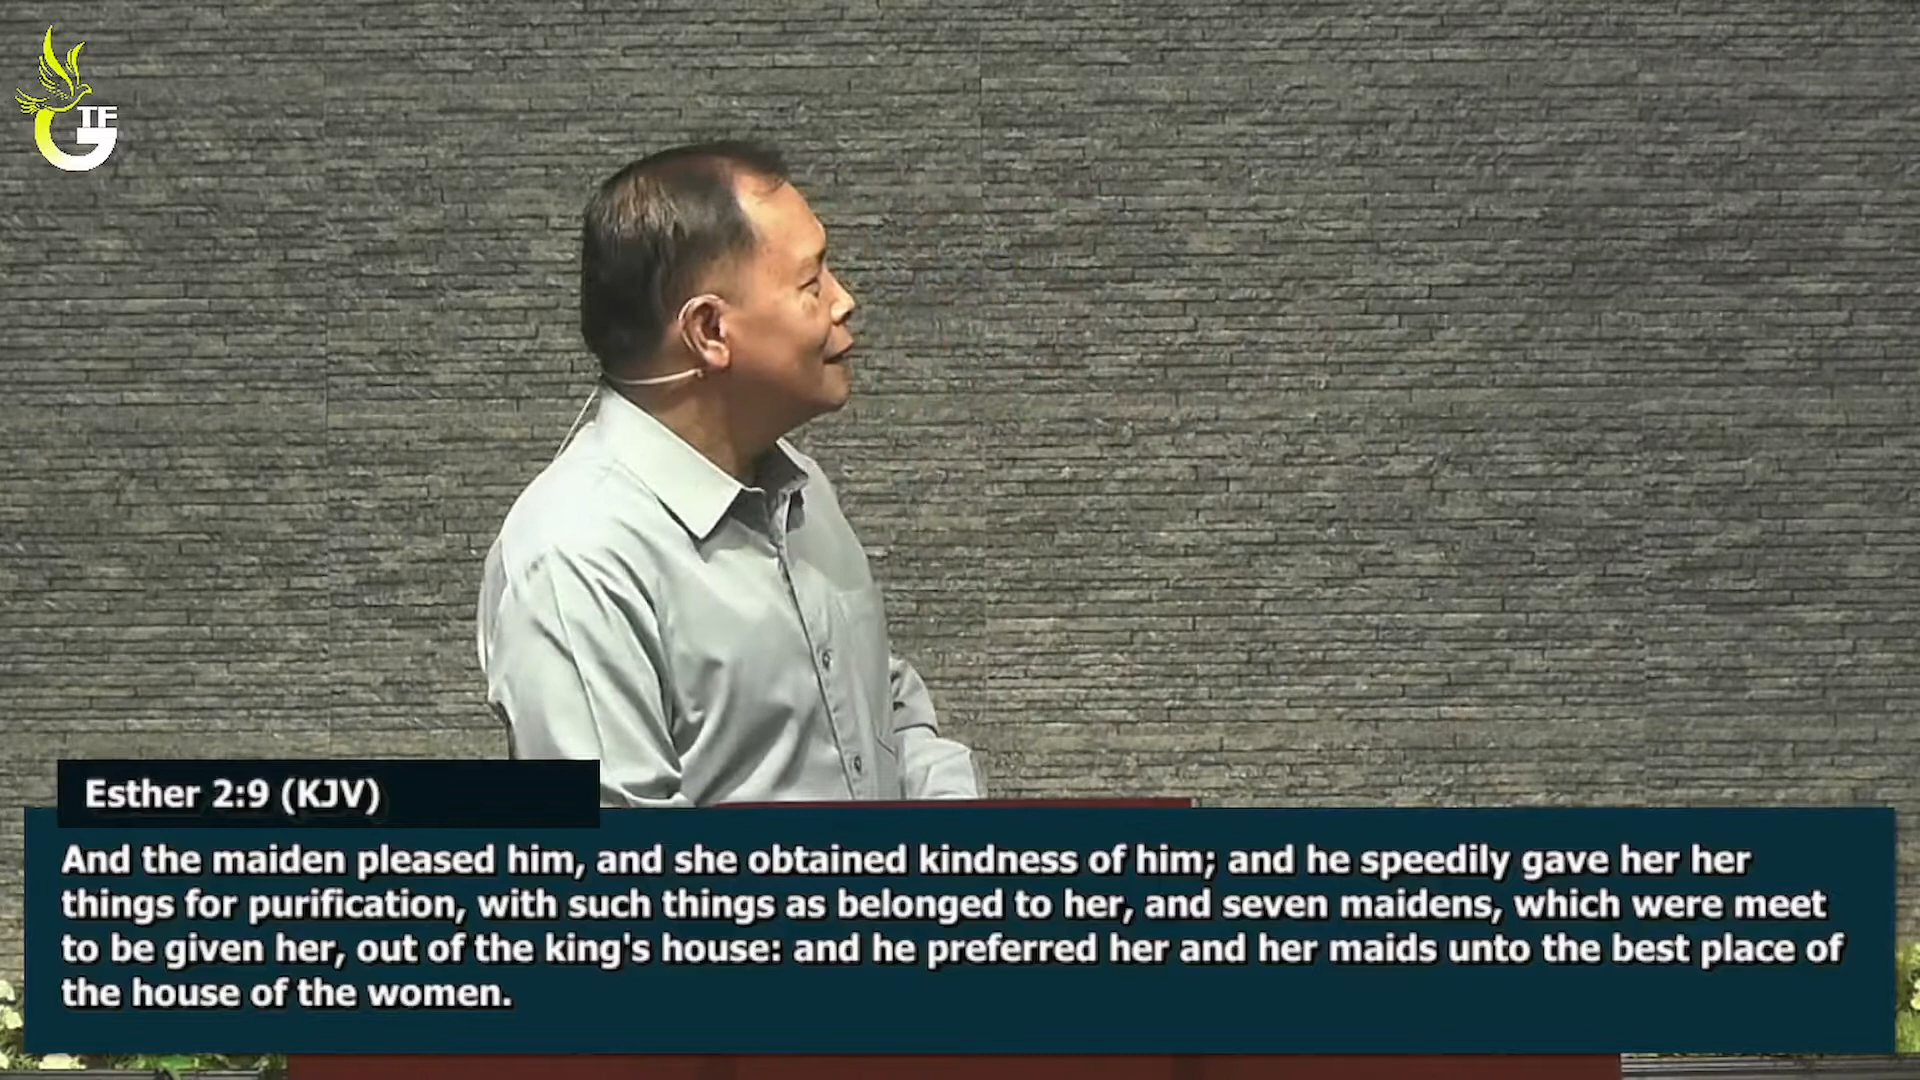 TF
G
Esther 2:9 (KJV)
And the maiden pleased him, and she obtained kindness of him; and he speedily gave her her
things for purification, with such things as belonged to her, and seven maidens, which were meet
to be given her, out of the king's house: and he preferred her and her maids unto the best place of
the house of the women.